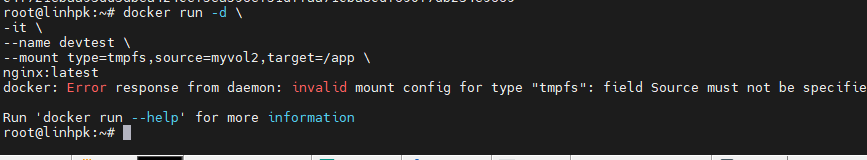 root@linhpk:~# docker run -d \
-it \
--name devtest \
--mount type=tmpfs,source=myvol2,target=/app \
nginx:latest
docker: Error response from daemon: invalid mount config for type "tmpfs": field Source must not be specifie
Run 'docker run --help' for more information
root@linhpk:~#